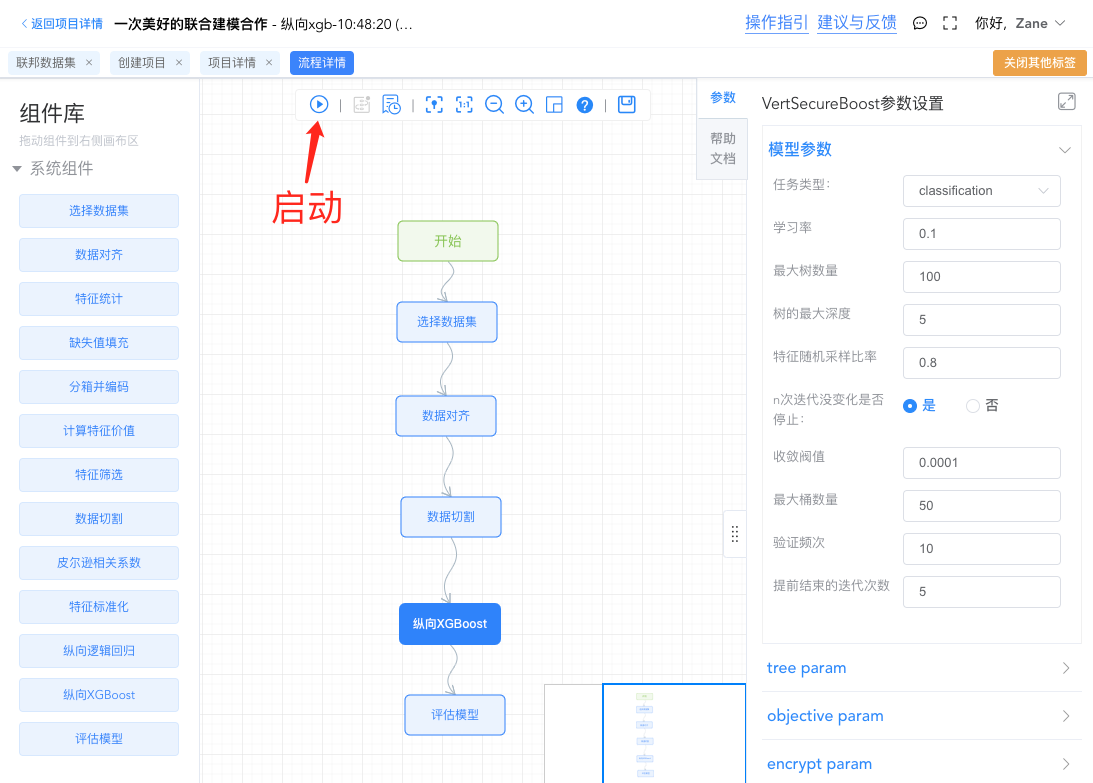 返回项目详情 一次美好的联合建模合作 - 纵向xgb-10:48:20 (... 操作指引 建议与反馈 你好, Zane
联邦数据集 × 创建项目 × 项目详情 × 流程详情 关闭其他标签
组件库
拖动组件到右侧画布区
系统组件
选择数据集
数据对齐
特征统计
缺失值填充
分箱并编码
计算特征价值
特征筛选
数据切割
皮尔逊相关系数
特征标准化
纵向逻辑回归
纵向XGBoost
评估模型
1:1
?
启动
开始
选择数据集
数据对齐
数据切割
纵向XGBoost
评估模型
参数
帮助
文档
VertSecureBoost参数设置
模型参数
任务类型: classification
学习率 0.1
最大树数量 100
树的最大深度 5
特征随机采样比率 0.8
n次迭代没变化是否
停止: 是 否
收敛阀值 0.0001
最大桶数量 50
验证频次 10
提前结束的迭代次数 5
tree param
objective param
encrypt param